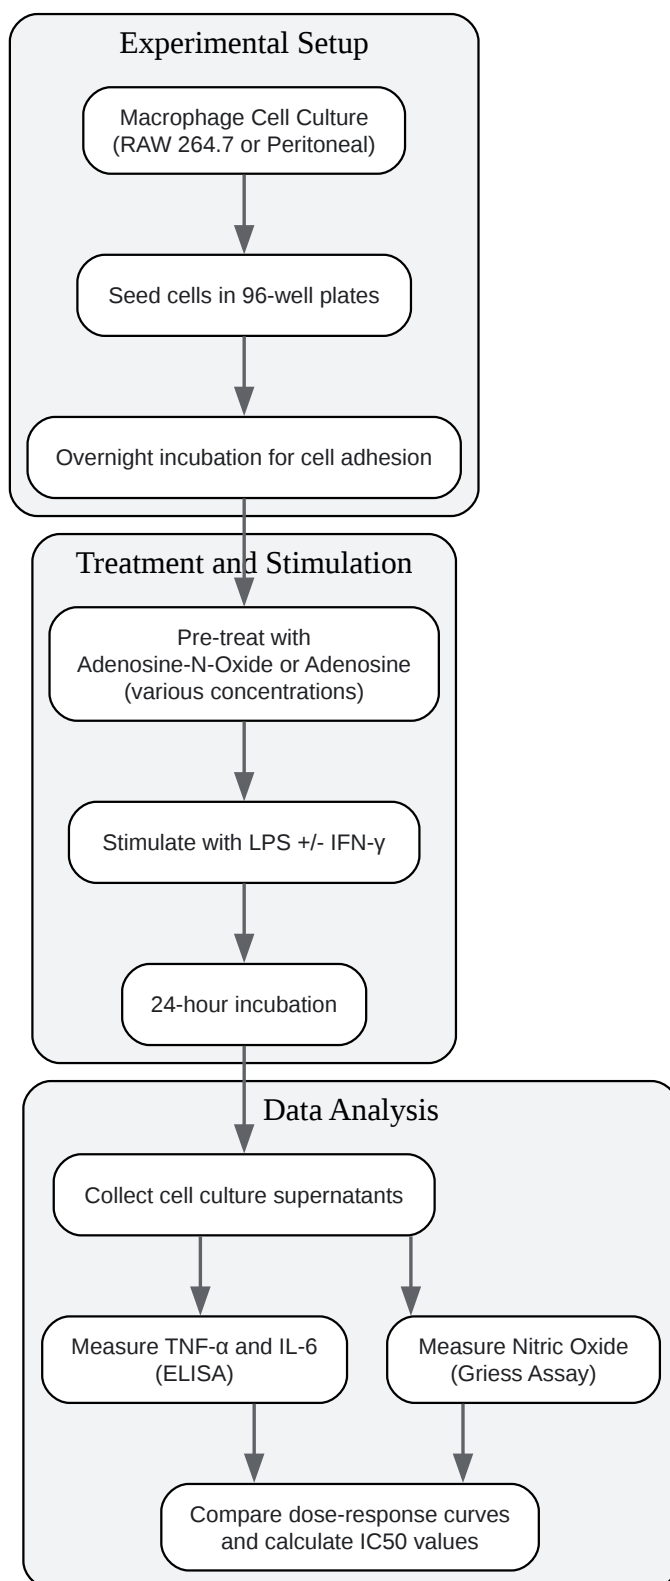 Experimental Setup
Macrophage Cell Culture
(RAW 264.7 or Peritoneal)
Seed cells in 96-well plates
Overnight incubation for cell adhesion
Treatment and Stimulation
Pre-treat with
Adenosine-N-Oxide or Adenosine
(various concentrations)
Stimulate with LPS +/- IFN-γ
24-hour incubation
Data Analysis
Collect cell culture supernatants
Measure TNF-α and IL-6
(ELISA)
Measure Nitric Oxide
(Griess Assay)
Compare dose-response curves
and calculate IC50 values